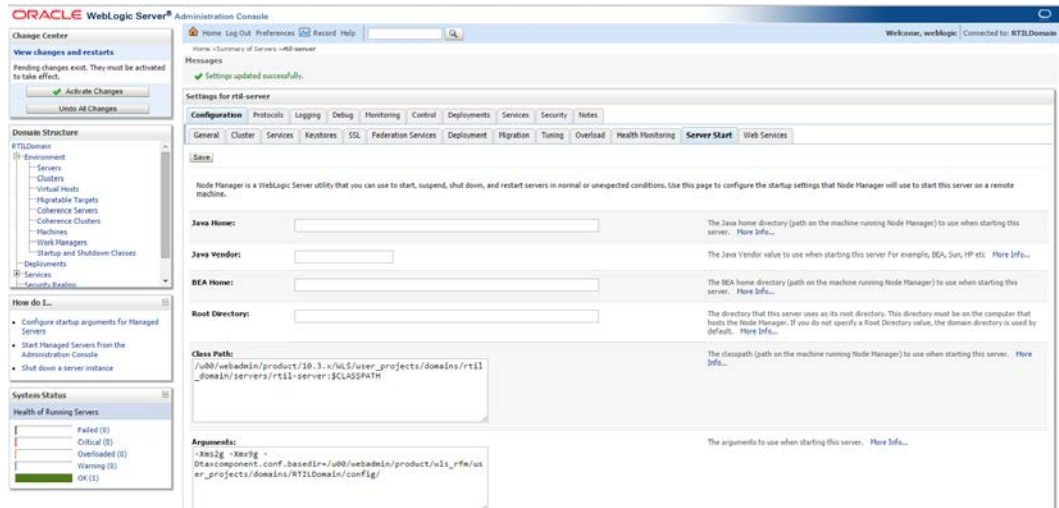 ORACLE WebLogic Server® Administration Console
Change Center
View changes and restarts
Pending changes exist. They must be activated
to take effect.
Activate Changes
Undo All Changes
Domain Structure
RTILDomain
Environment
Servers
Clusters
Virtual Hosts
Migratable Targets
Coherence Servers
Coherence Clusters
Machines
Work Managers
Startup and Shutdown Classes
Deployments
Services
Security Realms
How do I...
Configure startup arguments for Managed
Servers
Start Managed Servers from the
Administration Console
Shut down a server instance
System Status
Health of Running Servers
Failed (0)
Critical (0)
Overloaded (0)
Warning (0)
OK (1)
Home Log Out Preferences Record Help
Welcome, weblogic Connected to: RTILDomain
Home >Summary of Servers >rtil-server
Messages
Settings updated successfully.
Settings for rtil-server
Configuration Protocols Logging Debug Monitoring Control Deployments Services Security Notes
General Cluster Services Keystores SSL Federation Services Deployment Migration Tuning Overload Health Monitoring Server Start Web Services
Save
Node Manager is a WebLogic Server utility that you can use to start, suspend, shut down, and restart servers in normal or unexpected conditions. Use this page to configure the startup settings that Node Manager will use to start this server on a remote
machine.
Java Home:
The Java home directory (path on the machine running Node Manager) to use when starting this
server. More Info...
Java Vendor:
The Java Vendor value to use when starting this server For example, BEA, Sun, HP etc More Info...
BEA Home:
The BEA home directory (path on the machine running Node Manager) to use when starting this
server. More Info...
Root Directory:
The directory that this server uses as its root directory. This directory must be on the computer that
hosts the Node Manager. If you do not specify a Root Directory value, the domain directory is used by
default. More Info...
Class Path:
/u00/webadmin/product/10.3.x/WLS/user_projects/domains/rtil
_domain/servers/rtil-server:$CLASSPATH
The classpath (path on the machine running Node Manager) to use when starting this server. More
Info...
Arguments:
-Xms2g -Xmx9g -
Dtaxcomponent.conf.basedir=/u00/webadmin/product/wls_rfm/us
er_projects/domains/RTILDomain/config/
The arguments to use when starting this server. More Info...